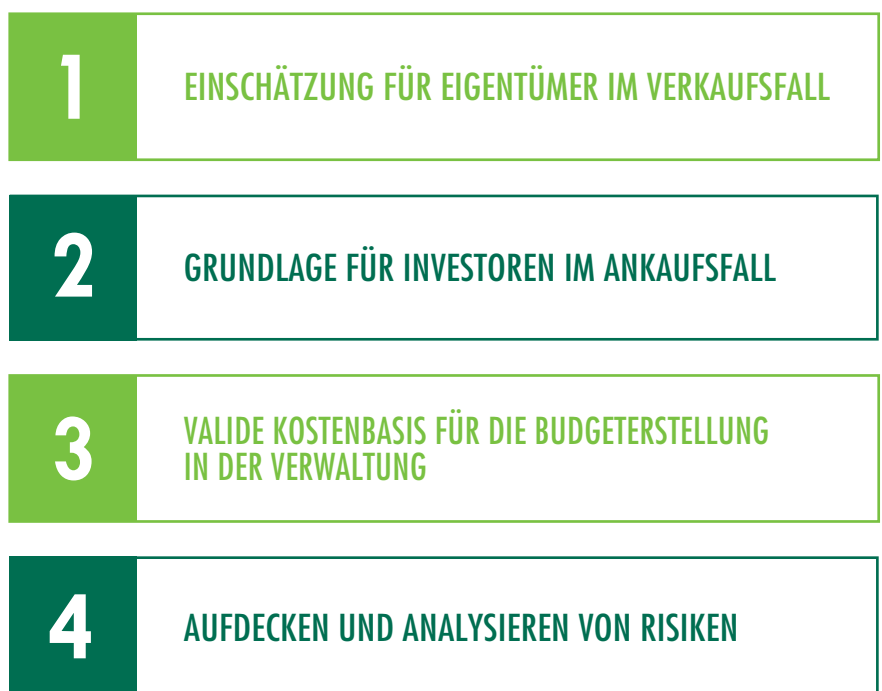 1
EINSCHÄTZUNG FÜR EIGENTÜMER IM VERKAUFSFALL
2
GRUNDLAGE FÜR INVESTOREN IM ANKAUFSFALL
3
VALIDE KOSTENBASIS FÜR DIE BUDGETERSTELLUNG
IN DER VERWALTUNG
4
AUFDECKEN UND ANALYSIEREN VON RISIKEN